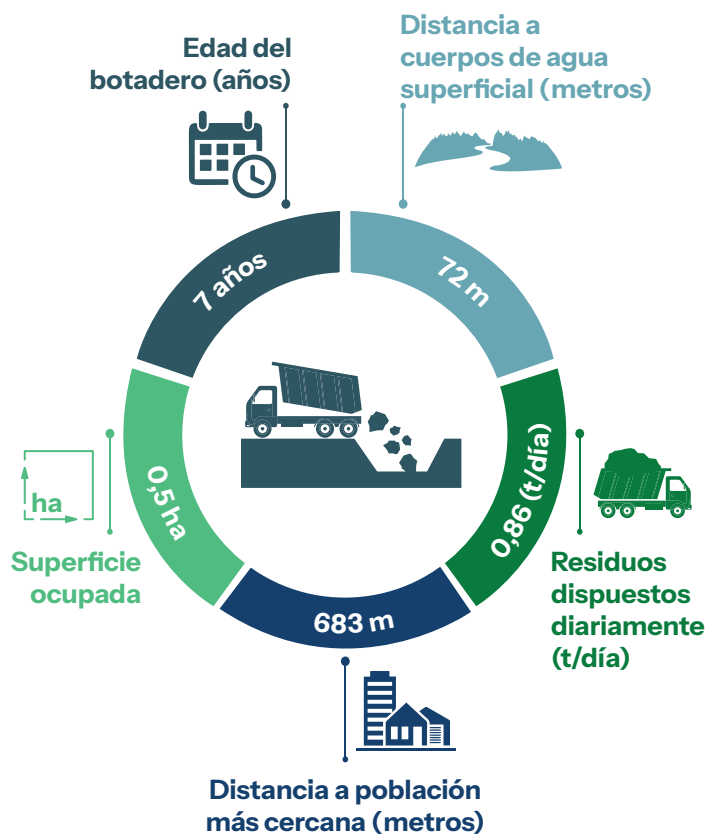 Edad del
botadero (años)
Distancia a
cuerpos de agua
superficial (metros)
7 años
72 m
0,5 ha
0,86 (t/día)
683 m
ha
Superficie
ocupada
Residuos
dispuestos
diariamente
(t/día)
Distancia a población
más cercana (metros)